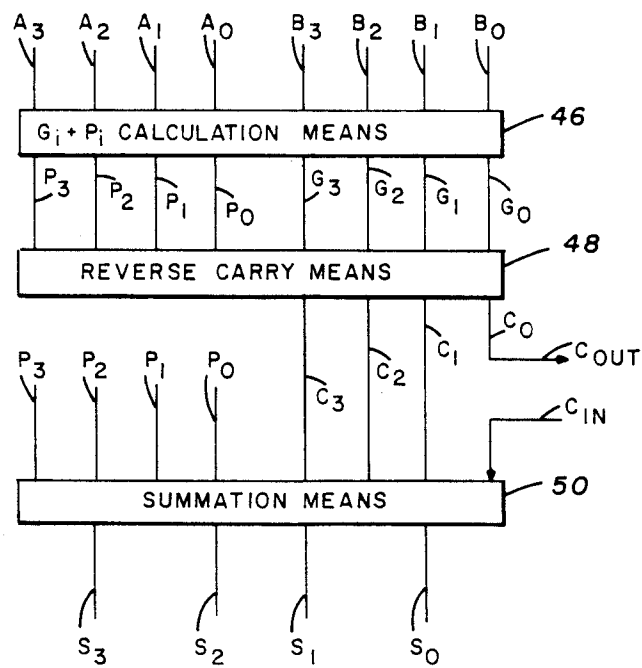 A3 A2 A1 A0 B3 B2 B1 B0
Gi + Pi CALCULATION MEANS
46
P3 P2 P1 P0 G3 G2 G1 G0
REVERSE CARRY MEANS
48
C0
C1
COUT
P3 P2 P1 P0
C2
C3
CIN
SUMMATION MEANS
50
S3 S2 S1 S0